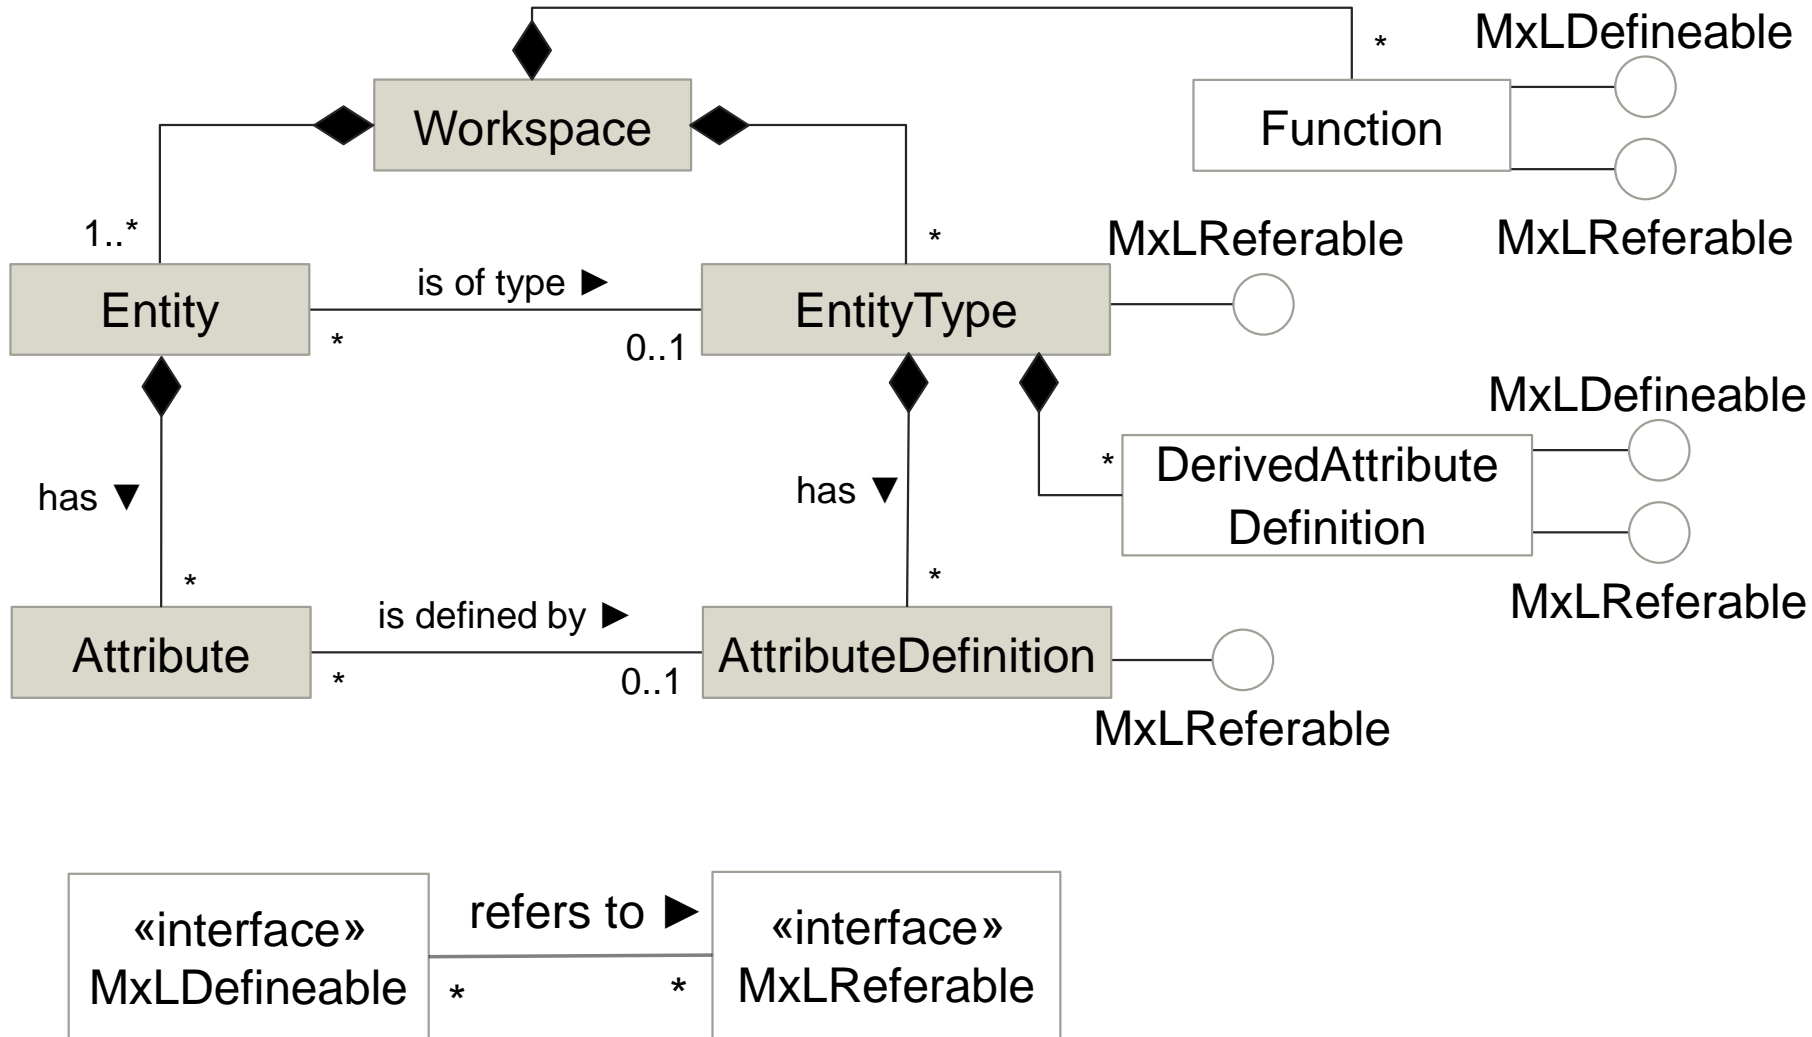 MxLDefineable
*
Workspace
Function
1..*
*
MxLReferable
MxLReferable
is of type ►
Entity
EntityType
*
0..1
MxLDefineable
has ▼
has ▼
*
DerivedAttribute
Definition
*
*
is defined by ►
MxLReferable
Attribute
AttributeDefinition
*
0..1
MxLReferable
refers to ►
«interface»
MxLDefineable
«interface»
MxLReferable
*
*